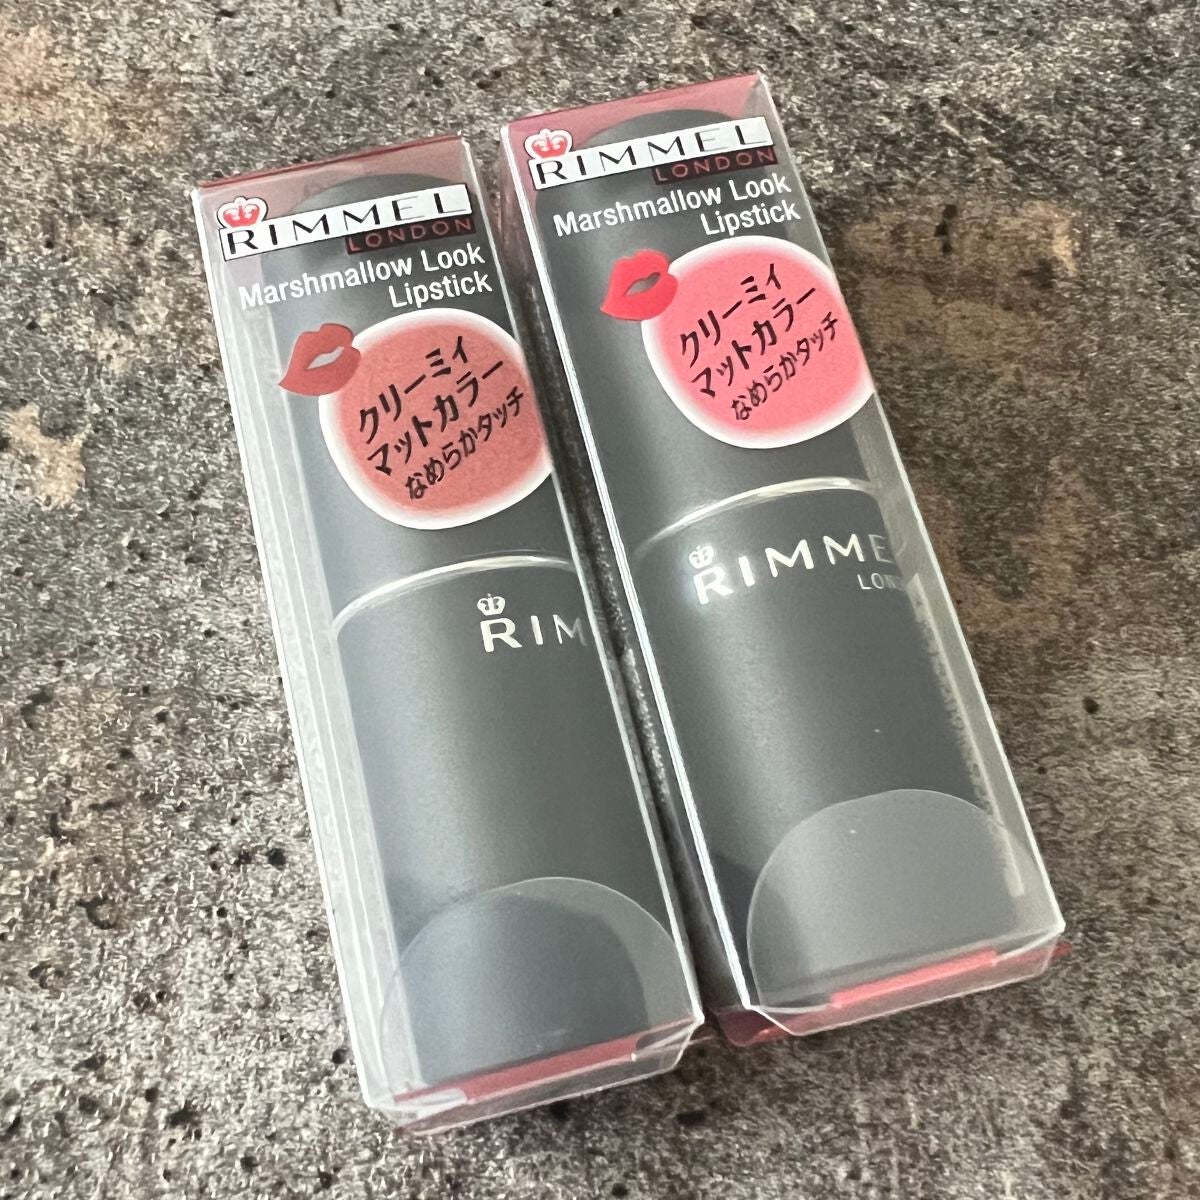 RIMMEL
LONDON
Marshmallow Look
Lipstick
クリーミィ
マットカラー
なめらかタッチ
RIM
RIMMEL
LONDON
Marshmallow Look
Lipstick
クリーミィ
マットカラー
なめらかタッチ
RIMME
LON